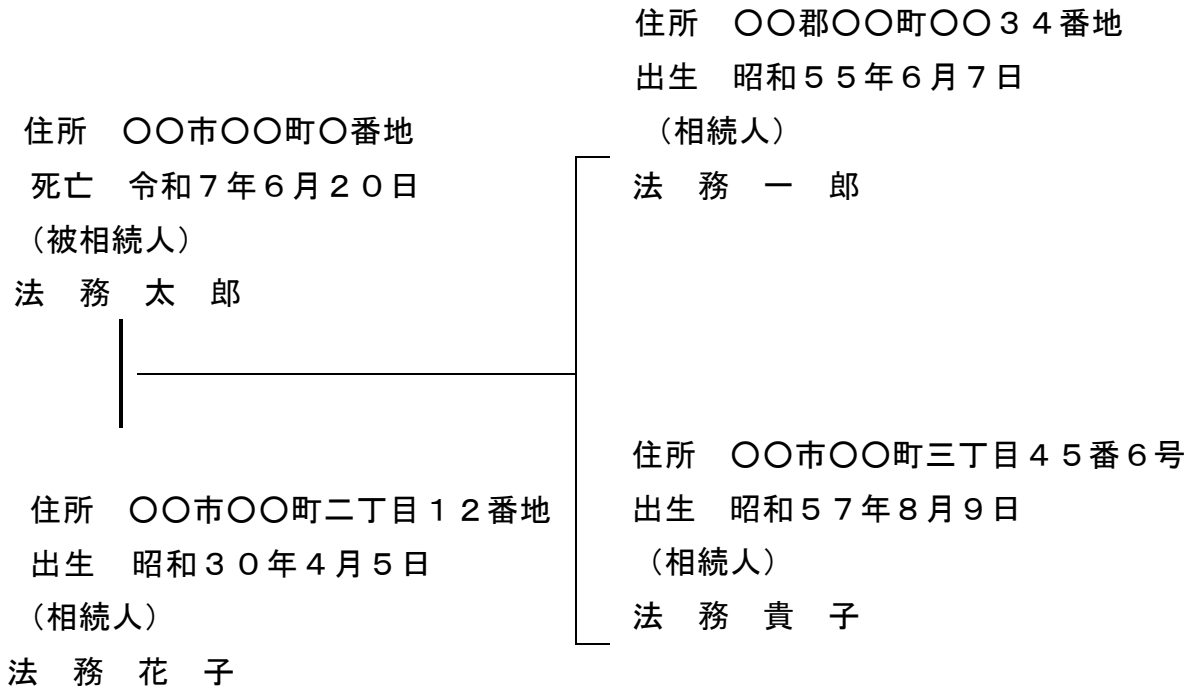 住所　〇〇市〇〇町〇番地
死亡　令和７年６月２０日
（被相続人）
法　務　太　郎
住所　〇〇市〇〇町二丁目１２番地
出生　昭和３０年４月５日
（相続人）
法　務　花　子
住所　〇〇郡〇〇町〇〇３４番地
出生　昭和５５年６月７日
（相続人）
法　務　一　郎
住所　〇〇市〇〇町三丁目４５番６号
出生　昭和５７年８月９日
（相続人）
法　務　貴　子